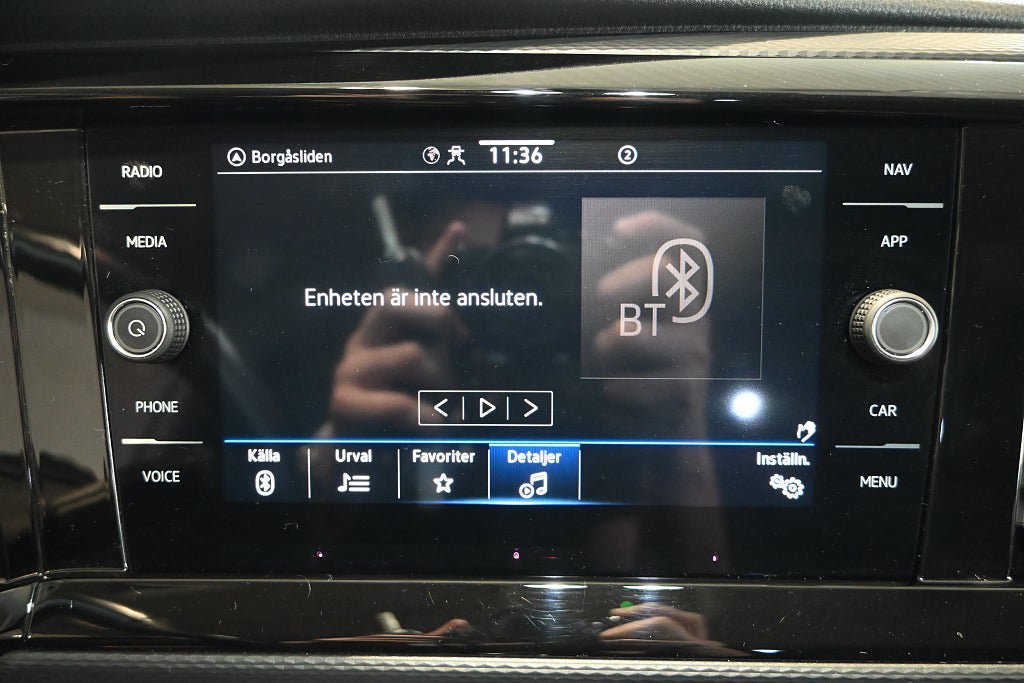 RADIO
MEDIA
PHONE
VOICE
Borgåsliden
11:36
2
Enheten är inte ansluten.
BT
Källa
Urval
Favoriter
Detaljer
Inställn.
NAV
APP
CAR
MENU